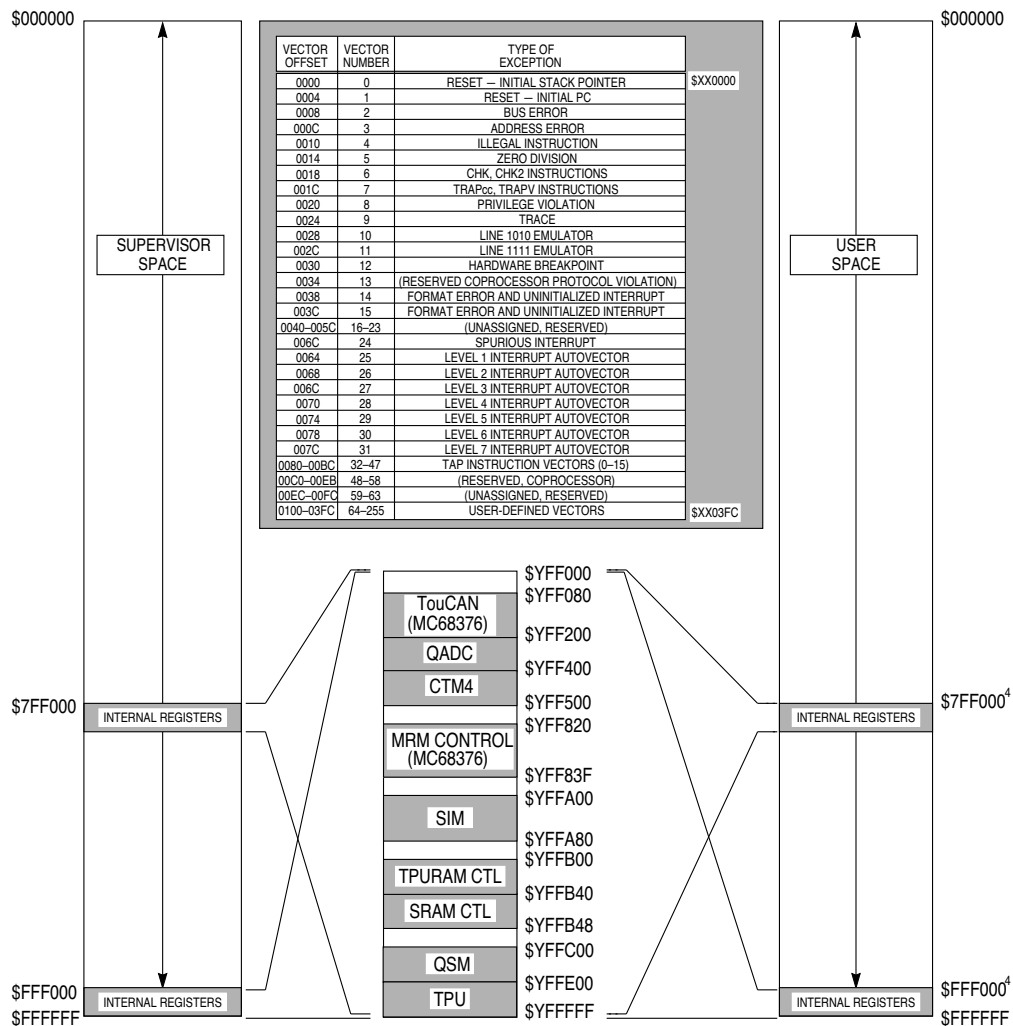 $000000
$000000
VECTOR OFFSET VECTOR NUMBER TYPE OF EXCEPTION
0000 0 RESET — INITIAL STACK POINTER $XX0000
0004 1 RESET — INITIAL PC
0008 2 BUS ERROR
000C 3 ADDRESS ERROR
0010 4 ILLEGAL INSTRUCTION
0014 5 ZERO DIVISION
0018 6 CHK, CHK2 INSTRUCTIONS
001C 7 TRAPcc, TRAPV INSTRUCTIONS
0020 8 PRIVILEGE VIOLATION
0024 9 TRACE
0028 10 LINE 1010 EMULATOR
002C 11 LINE 1111 EMULATOR
0030 12 HARDWARE BREAKPOINT
0034 13 (RESERVED COPROCESSOR PROTOCOL VIOLATION)
0038 14 FORMAT ERROR AND UNINITIALIZED INTERRUPT
003C 15 FORMAT ERROR AND UNINITIALIZED INTERRUPT
0040–005C 16–23 (UNASSIGNED, RESERVED)
006C 24 SPURIOUS INTERRUPT
0064 25 LEVEL 1 INTERRUPT AUTOVECTOR
0068 26 LEVEL 2 INTERRUPT AUTOVECTOR
006C 27 LEVEL 3 INTERRUPT AUTOVECTOR
0070 28 LEVEL 4 INTERRUPT AUTOVECTOR
0074 29 LEVEL 5 INTERRUPT AUTOVECTOR
0078 30 LEVEL 6 INTERRUPT AUTOVECTOR
007C 31 LEVEL 7 INTERRUPT AUTOVECTOR
0080–00BC 32–47 TAP INSTRUCTION VECTORS (0–15)
00C0–00EB 48–58 (RESERVED, COPROCESSOR)
00EC–00FC 59–63 (UNASSIGNED, RESERVED)
0100–03FC 64–255 USER-DEFINED VECTORS $XX03FC
SUPERVISOR
SPACE
USER
SPACE
$YFF000
$YFF080
TouCAN
(MC68376)
$YFF200
QADC
$YFF400
CTM4
$YFF500
$YFF820
MRM CONTROL
(MC68376)
$YFF83F
$YFFA00
SIM
$YFFA80
$YFFB00
TPURAM CTL
$YFFB40
SRAM CTL
$YFFB48
$YFFC00
QSM
$YFFE00
TPU
$YFFFFF
$7FF000
INTERNAL REGISTERS
INTERNAL REGISTERS
$7FF000⁴
$FFF000
INTERNAL REGISTERS
$FFFFFF
INTERNAL REGISTERS
$FFF000⁴
$FFFFFF